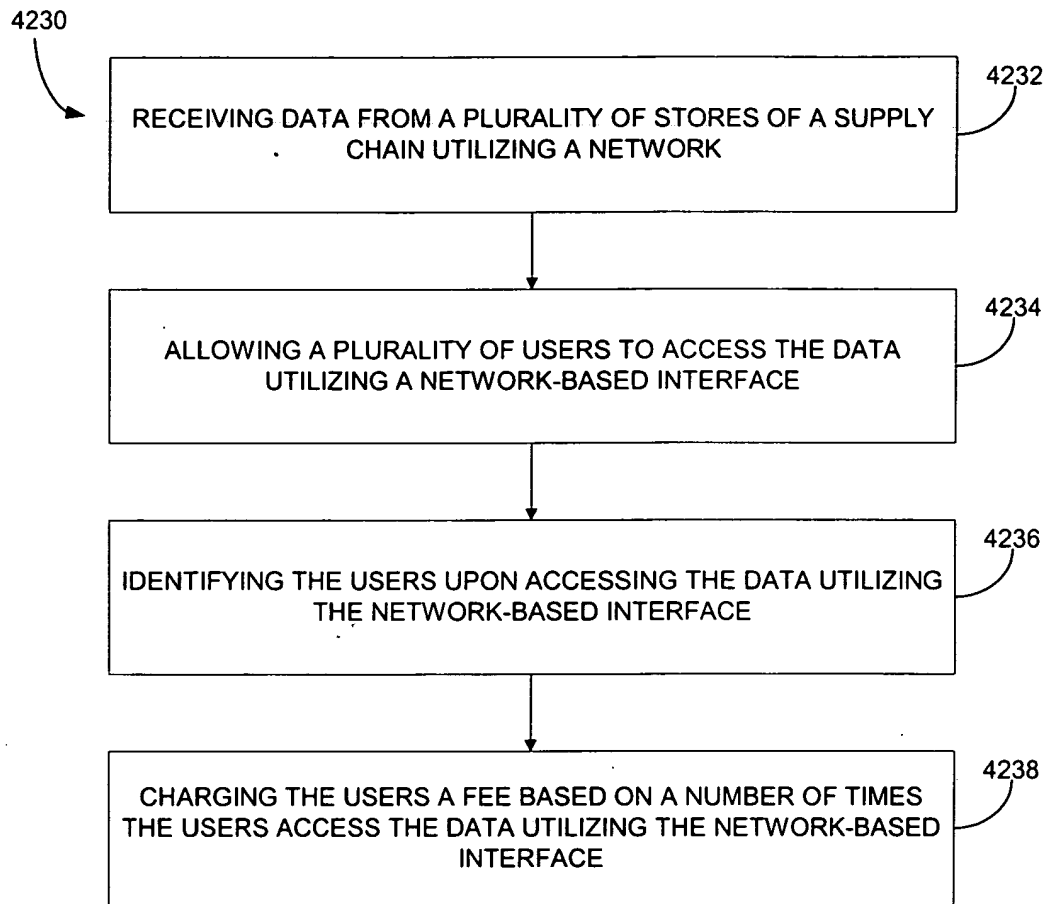 4230
4232
RECEIVING DATA FROM A PLURALITY OF STORES OF A SUPPLY
CHAIN UTILIZING A NETWORK
4234
ALLOWING A PLURALITY OF USERS TO ACCESS THE DATA
UTILIZING A NETWORK-BASED INTERFACE
4236
IDENTIFYING THE USERS UPON ACCESSING THE DATA UTILIZING
THE NETWORK-BASED INTERFACE
4238
CHARGING THE USERS A FEE BASED ON A NUMBER OF TIMES
THE USERS ACCESS THE DATA UTILIZING THE NETWORK-BASED
INTERFACE